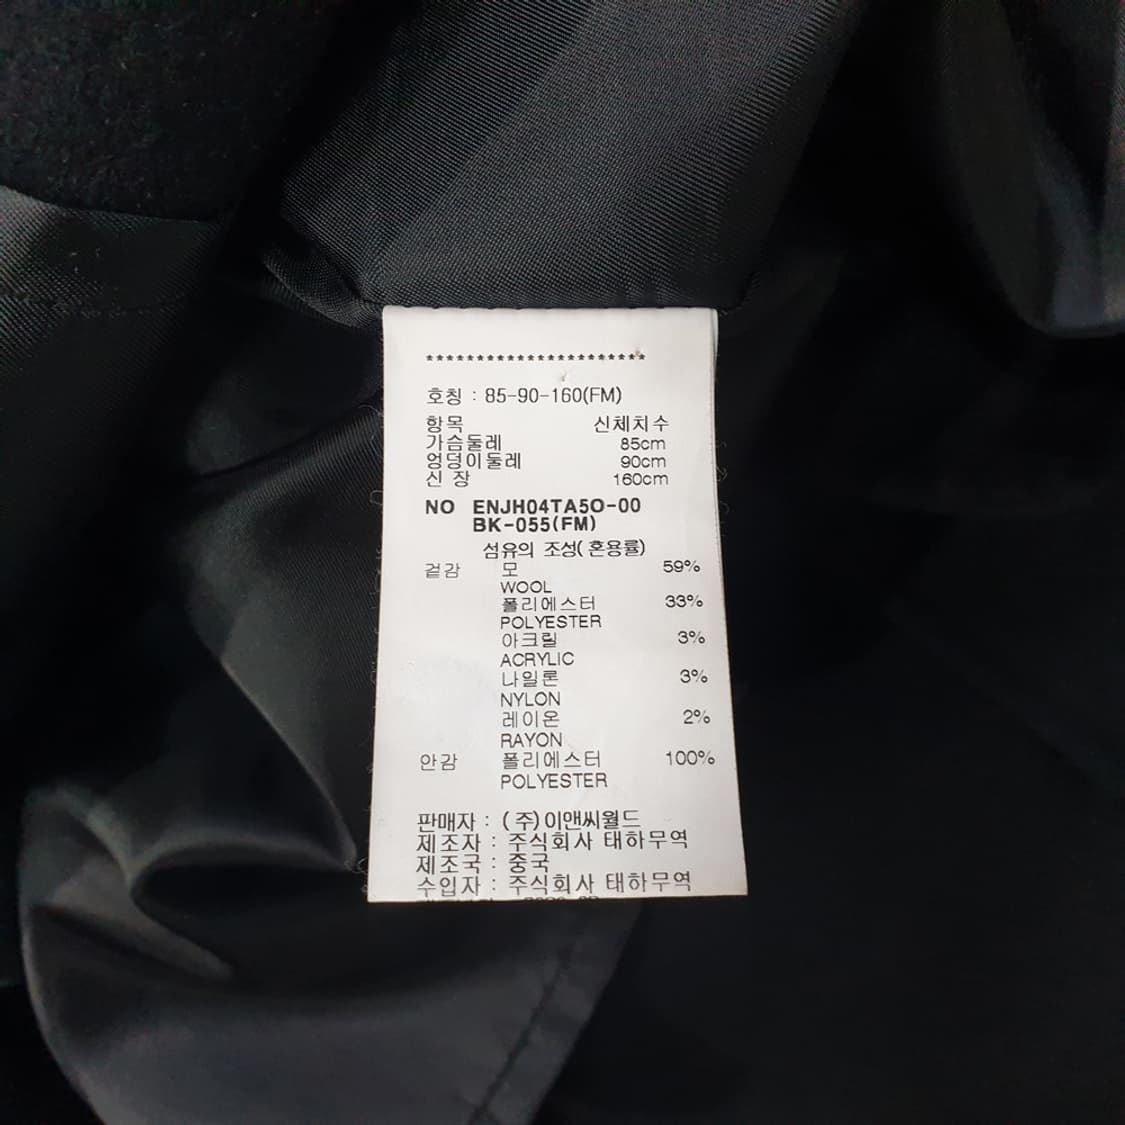 **********************
호칭 : 85-90-160(FM)
항목 신체치수
가슴둘레 85cm
엉덩이둘레 90cm
신 장 160cm
NO ENJH04TA5O-00
BK-055(FM)
섬유의 조성(혼용률)
겉감 모 59%
WOOL
폴리에스터 33%
POLYESTER
아크릴 3%
ACRYLIC
나일론 3%
NYLON
레이온 2%
RAYON
안감 폴리에스터 100%
POLYESTER
판매자 : (주)이앤씨월드
제조자 : 주식회사 태하무역
제조국 : 중국
수입자 : 주식회사 태하무역